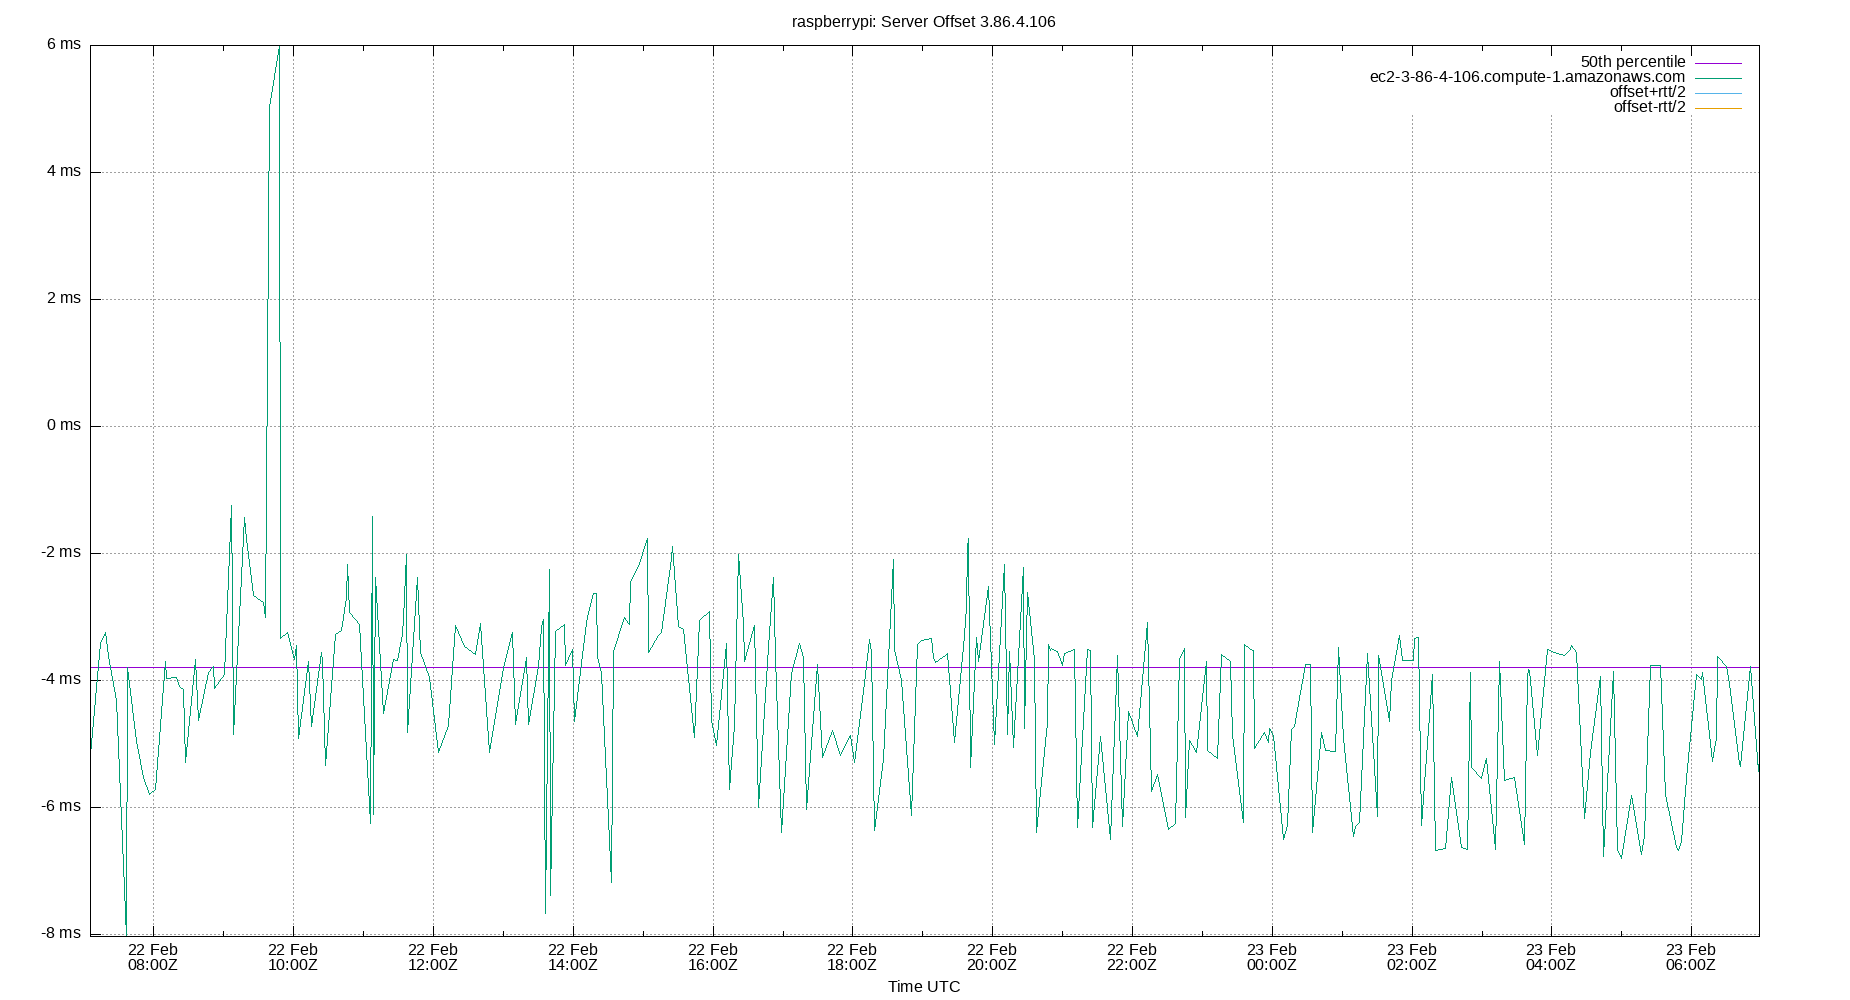 raspberrypi: Server Offset 3.86.4.106
6 ms
4 ms
2 ms
0 ms
-2 ms
-4 ms
-6 ms
-8 ms
50th percentile
ec2-3-86-4-106.compute-1.amazonaws.com
offset+rtt/2
offset-rtt/2
22 Feb 22 Feb 22 Feb 22 Feb 22 Feb 22 Feb 22 Feb 22 Feb 23 Feb 23 Feb 23 Feb 23 Feb
08:00Z 10:00Z 12:00Z 14:00Z 16:00Z 18:00Z 20:00Z 22:00Z 00:00Z 02:00Z 04:00Z 06:00Z
Time UTC